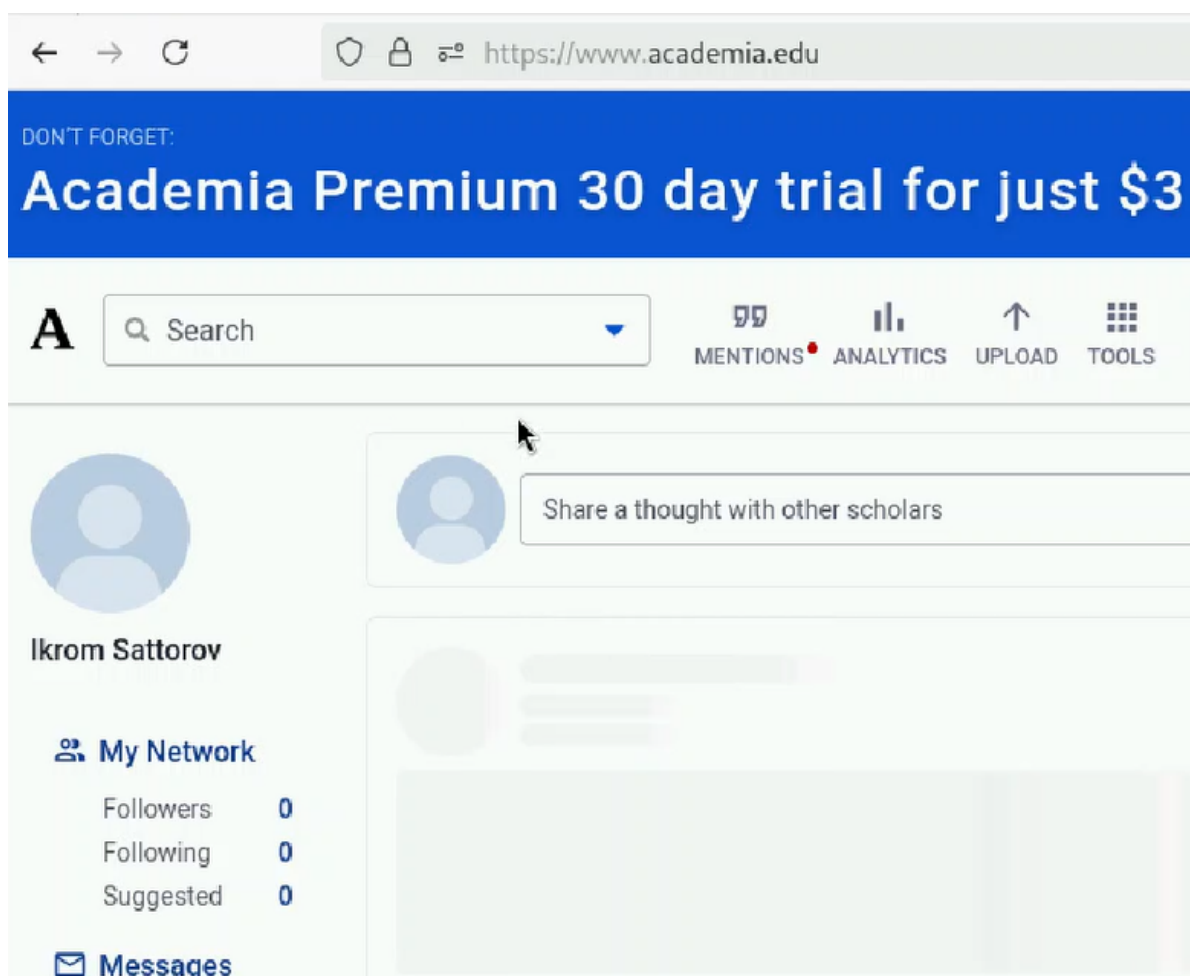 https://www.academia.edu
DON'T FORGET:
Academia Premium 30 day trial for just $3
A
Search
MENTIONS ANALYTICS UPLOAD TOOLS
Share a thought with other scholars
Ikrom Sattorov
My Network
Followers 0
Following 0
Suggested 0
Messages